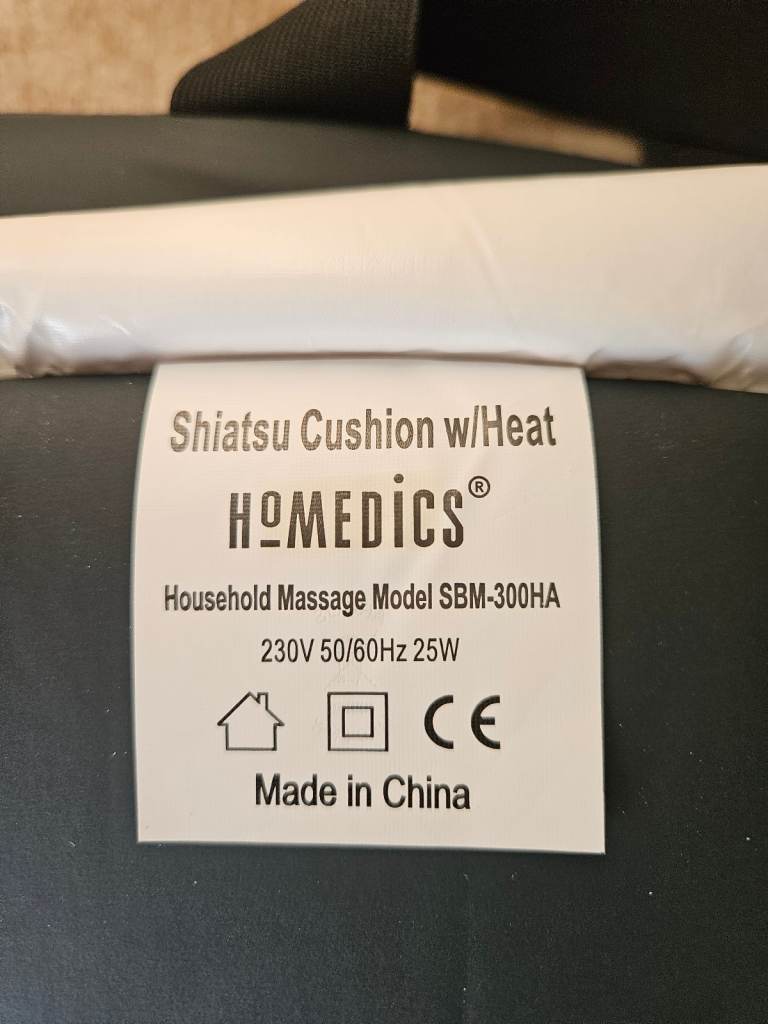 Shiatsu Cushion w/Heat
HoMEDiCS®
Household Massage Model SBM-300HA
230V 50/60Hz 25W
CE
Made in China